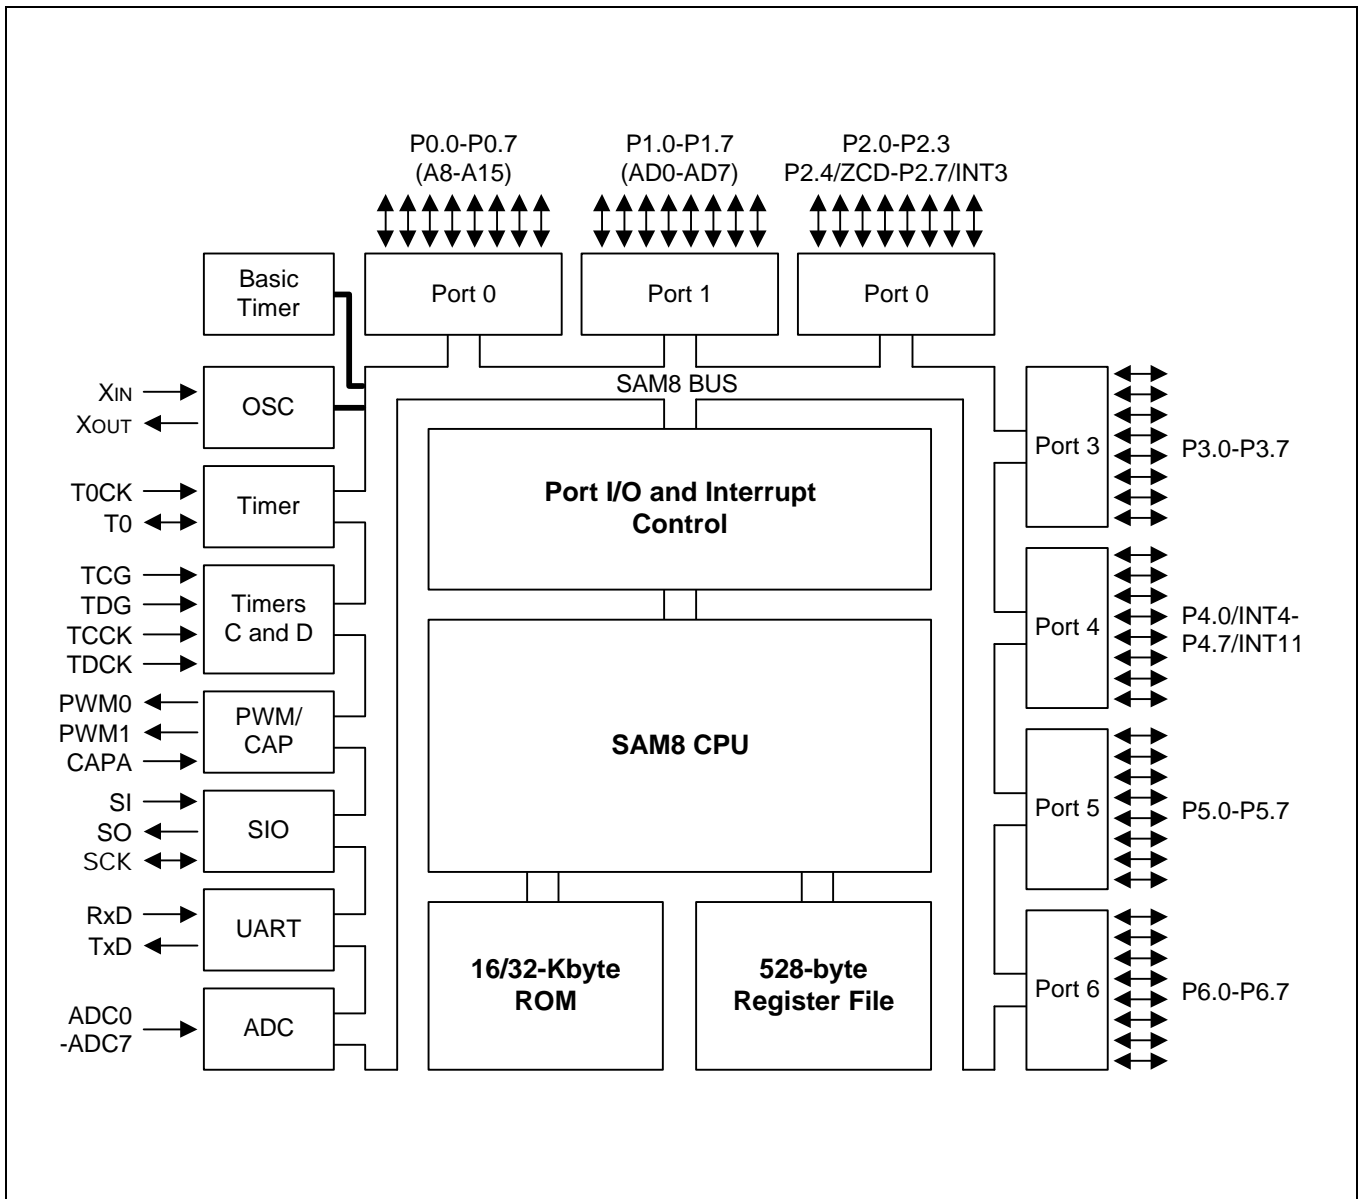 P0.0-P0.7
(A8-A15)
P1.0-P1.7
(AD0-AD7)
P2.0-P2.3
P2.4/ZCD-P2.7/INT3
Basic
Timer
Port 0
Port 1
Port 0
SAM8 BUS
XIN
XOUT
OSC
T0CK
T0
Timer
TCG
TDG
TCCK
TDCK
Timers
C and D
PWM0
PWM1
CAPA
PWM/
CAP
SI
SO
SCK
SIO
RxD
TxD
UART
ADC0
-ADC7
ADC
Port I/O and Interrupt
Control
SAM8 CPU
16/32-Kbyte
ROM
528-byte
Register File
Port 3
P3.0-P3.7
Port 4
P4.0/INT4-
P4.7/INT11
Port 5
P5.0-P5.7
Port 6
P6.0-P6.7